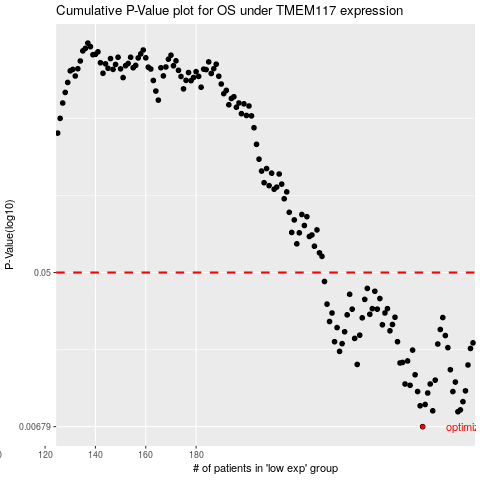 Cumulative P-Value plot for OS under TMEM117 expression
P-Value(log10)
0.05
0.00679
optimi
0 120 140 160 180
# of patients in 'low exp' group